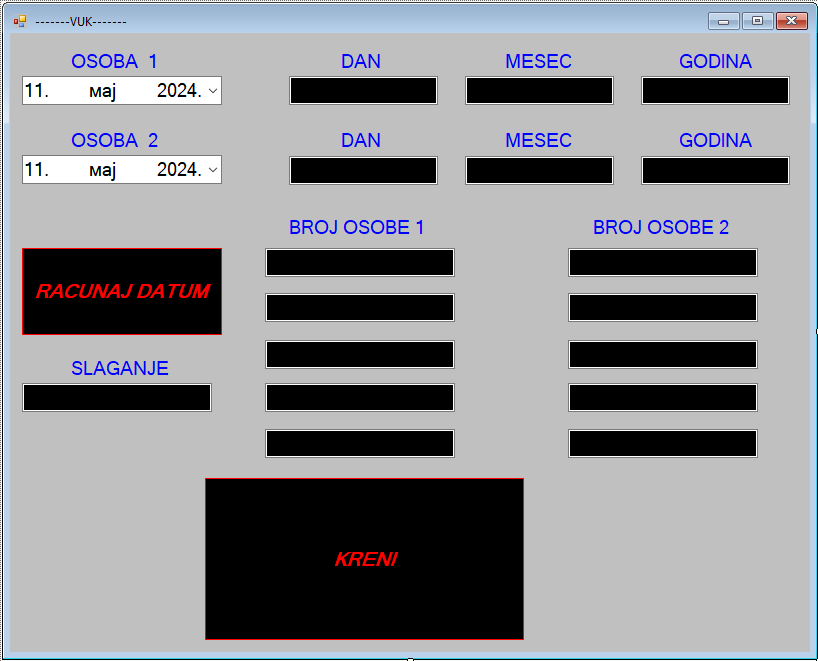 -------VUK-------
OSOBA 1 DAN MESEC GODINA
11. мај 2024.
OSOBA 2 DAN MESEC GODINA
11. мај 2024.
BROJ OSOBE 1 BROJ OSOBE 2
RACUNAJ DATUM
SLAGANJE
KRENI